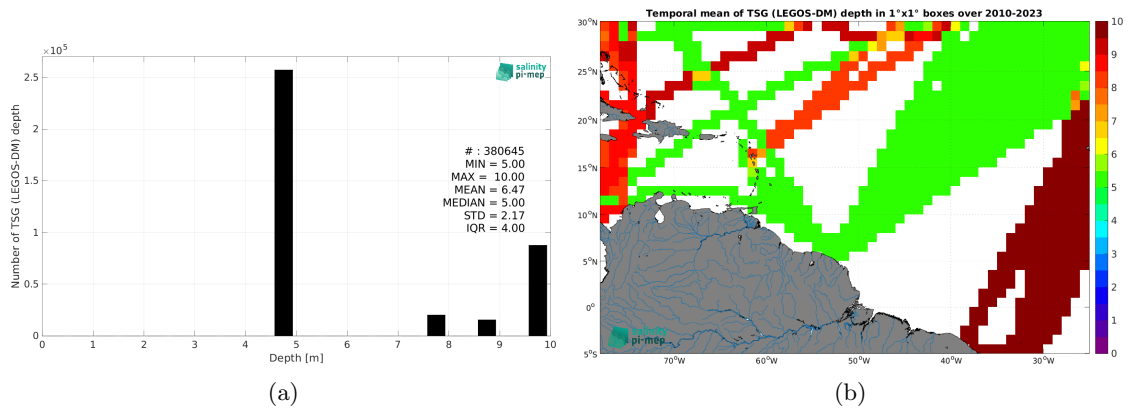 ×10⁵
2.5
2
1.5
1
0.5
0
0 1 2 3 4 5 6 7 8 9 10
Depth [m]
Number of TSG (LEGOS-DM) depth
salinity
pi-mep
# : 380645
MIN = 5.00
MAX = 10.00
MEAN = 6.47
MEDIAN = 5.00
STD = 2.17
IQR = 4.00
(a)
Temporal mean of TSG (LEGOS-DM) depth in 1°x1° boxes over 2010-2023
30°N
25°N
20°N
15°N
10°N
5°N
0°
5°S
70°W 60°W 50°W 40°W 30°W
salinity
pi-mep
10
9
8
7
6
5
4
3
2
1
0
(b)